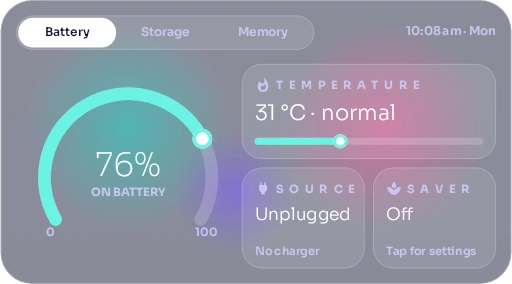 Battery Storage Memory 10:08am· Mon
TEMPERATURE
31 °C · normal
76%
ON BATTERY
0 100
SOURCE
Unplugged
No charger
SAVER
Off
Tap for settings